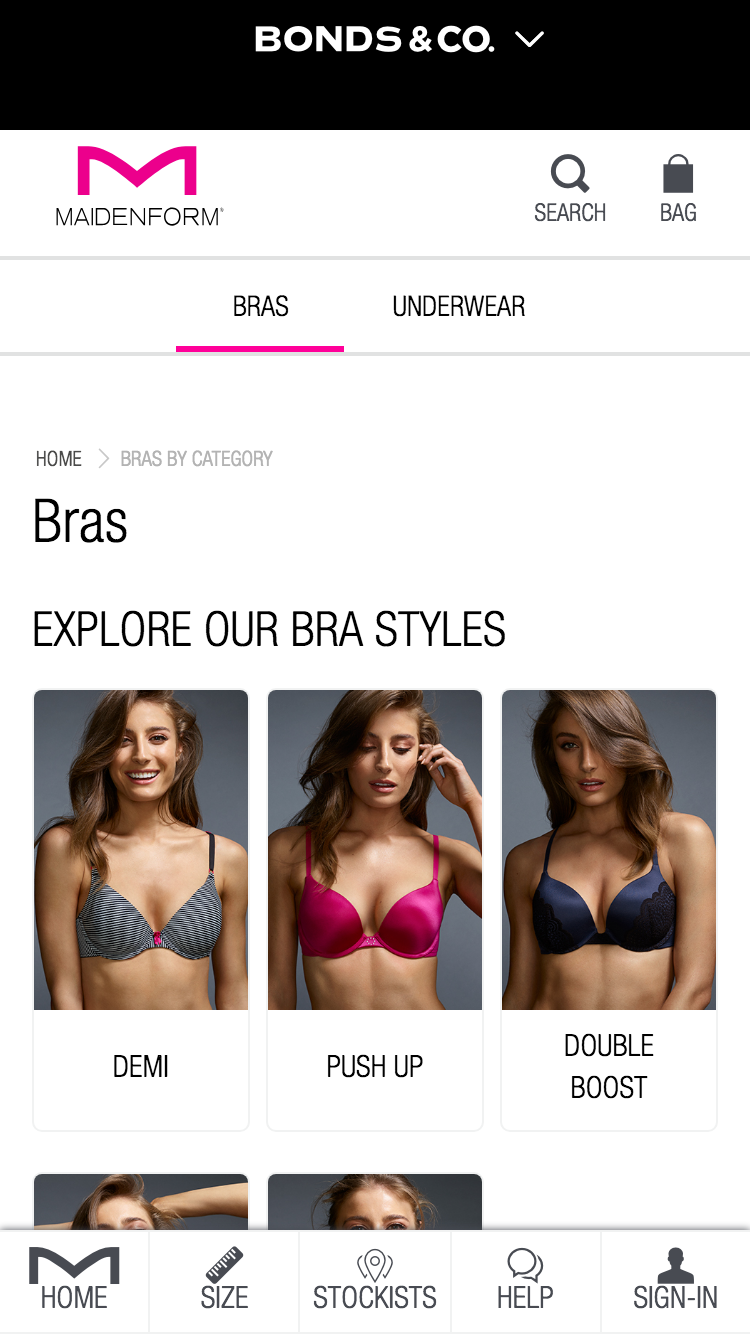 BONDS & CO.
MAIDENFORM®
SEARCH
BAG
BRAS
UNDERWEAR
HOME
BRAS BY CATEGORY
Bras
EXPLORE OUR BRA STYLES
DEMI
PUSH UP
DOUBLE
BOOST
HOME
SIZE
STOCKISTS
HELP
SIGN-IN